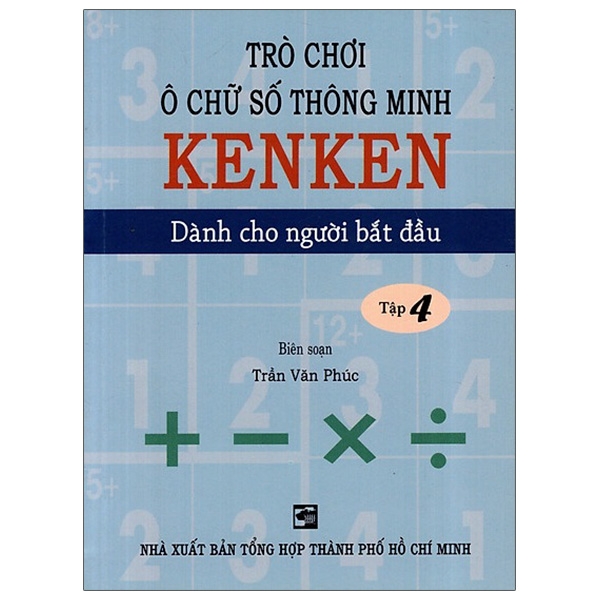 TRÒ CHƠI
Ô CHỮ SỐ THÔNG MINH
KENKEN
Dành cho người bắt đầu
Tập 4
Biên soạn
Trần Văn Phúc
12+
+ − × ÷
NHÀ XUẤT BẢN TỔNG HỢP THÀNH PHỐ HỒ CHÍ MINH